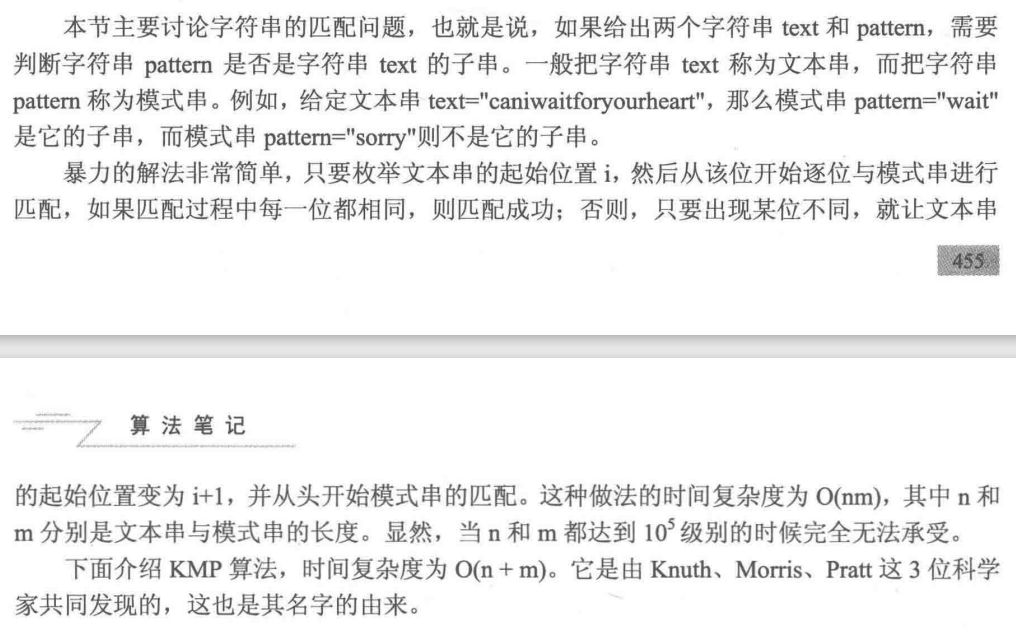 本节主要讨论字符串的匹配问题，也就是说，如果给出两个字符串 text 和 pattern，需要
判断字符串 pattern 是否是字符串 text 的子串。一般把字符串 text 称为文本串，而把字符串
pattern 称为模式串。例如，给定文本串 text="caniwaitforyourheart"，那么模式串 pattern="wait"
是它的子串，而模式串 pattern="sorry"则不是它的子串。
暴力的解法非常简单，只要枚举文本串的起始位置 i，然后从该位开始逐位与模式串进行
匹配，如果匹配过程中每一位都相同，则匹配成功；否则，只要出现某位不同，就让文本串
455
算法笔记
的起始位置变为 i+1，并从头开始模式串的匹配。这种做法的时间复杂度为 O(nm)，其中 n 和
m 分别是文本串与模式串的长度。显然，当 n 和 m 都达到 10⁵ 级别的时候完全无法承受。
下面介绍 KMP 算法，时间复杂度为 O(n + m)。它是由 Knuth、Morris、Pratt 这 3 位科学
家共同发现的，这也是其名字的由来。